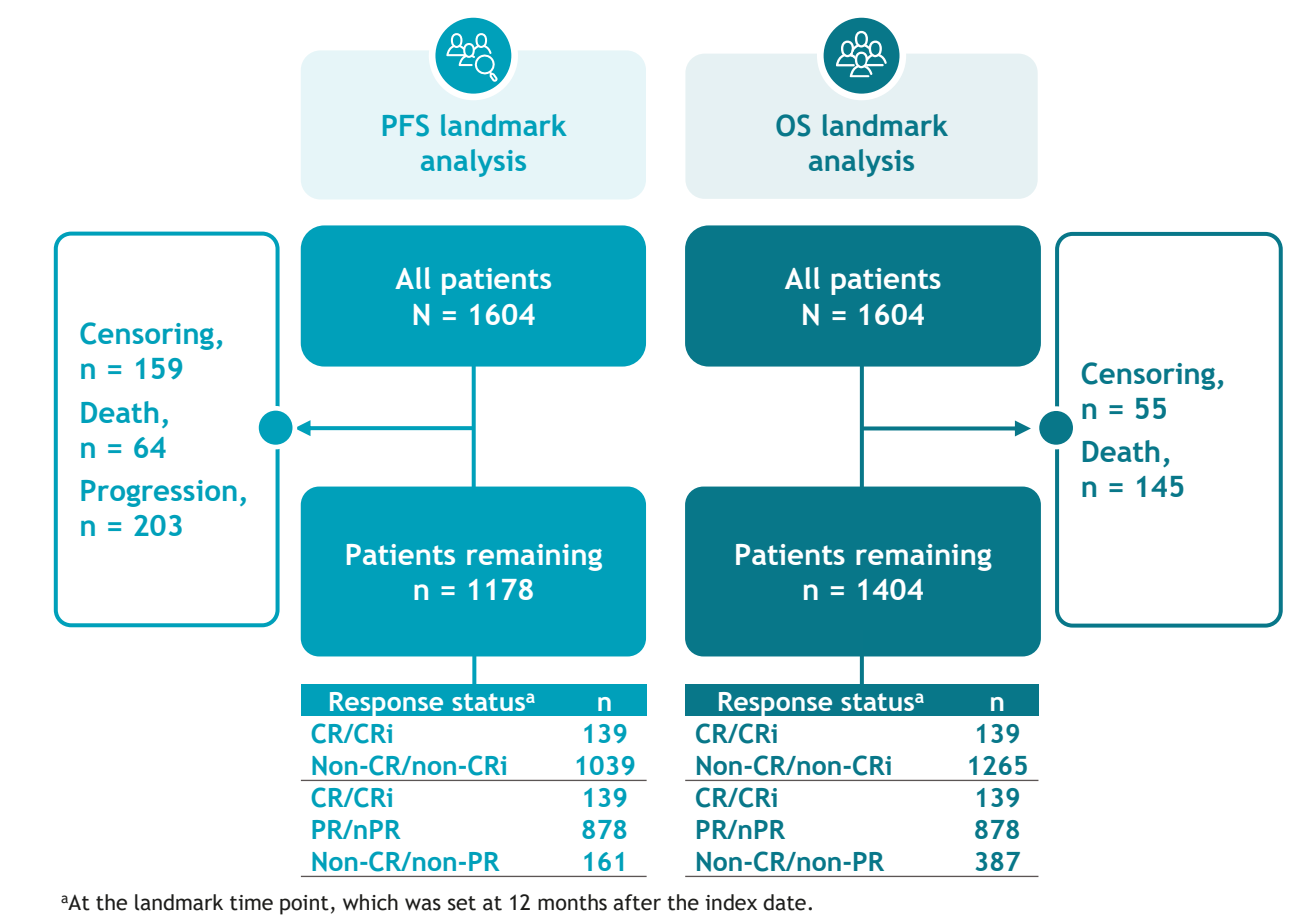 PFS landmark
analysis
OS landmark
analysis
All patients
N = 1604
All patients
N = 1604
Censoring,
n = 159
Death,
n = 64
Progression,
n = 203
Censoring,
n = 55
Death,
n = 145
Patients remaining
n = 1178
Patients remaining
n = 1404
Response statusᵃ n
CR/CRi 139
Non-CR/non-CRi 1039
CR/CRi 139
PR/nPR 878
Non-CR/non-PR 161
Response statusᵃ n
CR/CRi 139
Non-CR/non-CRi 1265
CR/CRi 139
PR/nPR 878
Non-CR/non-PR 387
ᵃAt the landmark time point, which was set at 12 months after the index date.